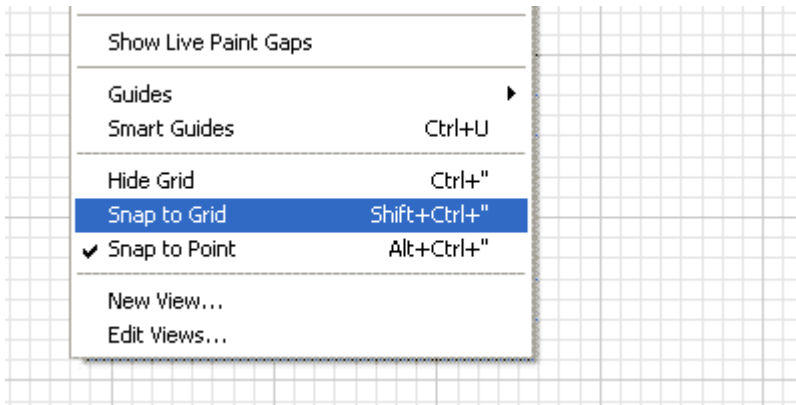 Show Live Paint Gaps
Guides
Smart Guides Ctrl+U
Hide Grid Ctrl+"
Snap to Grid Shift+Ctrl+"
Snap to Point Alt+Ctrl+"
New View...
Edit Views...